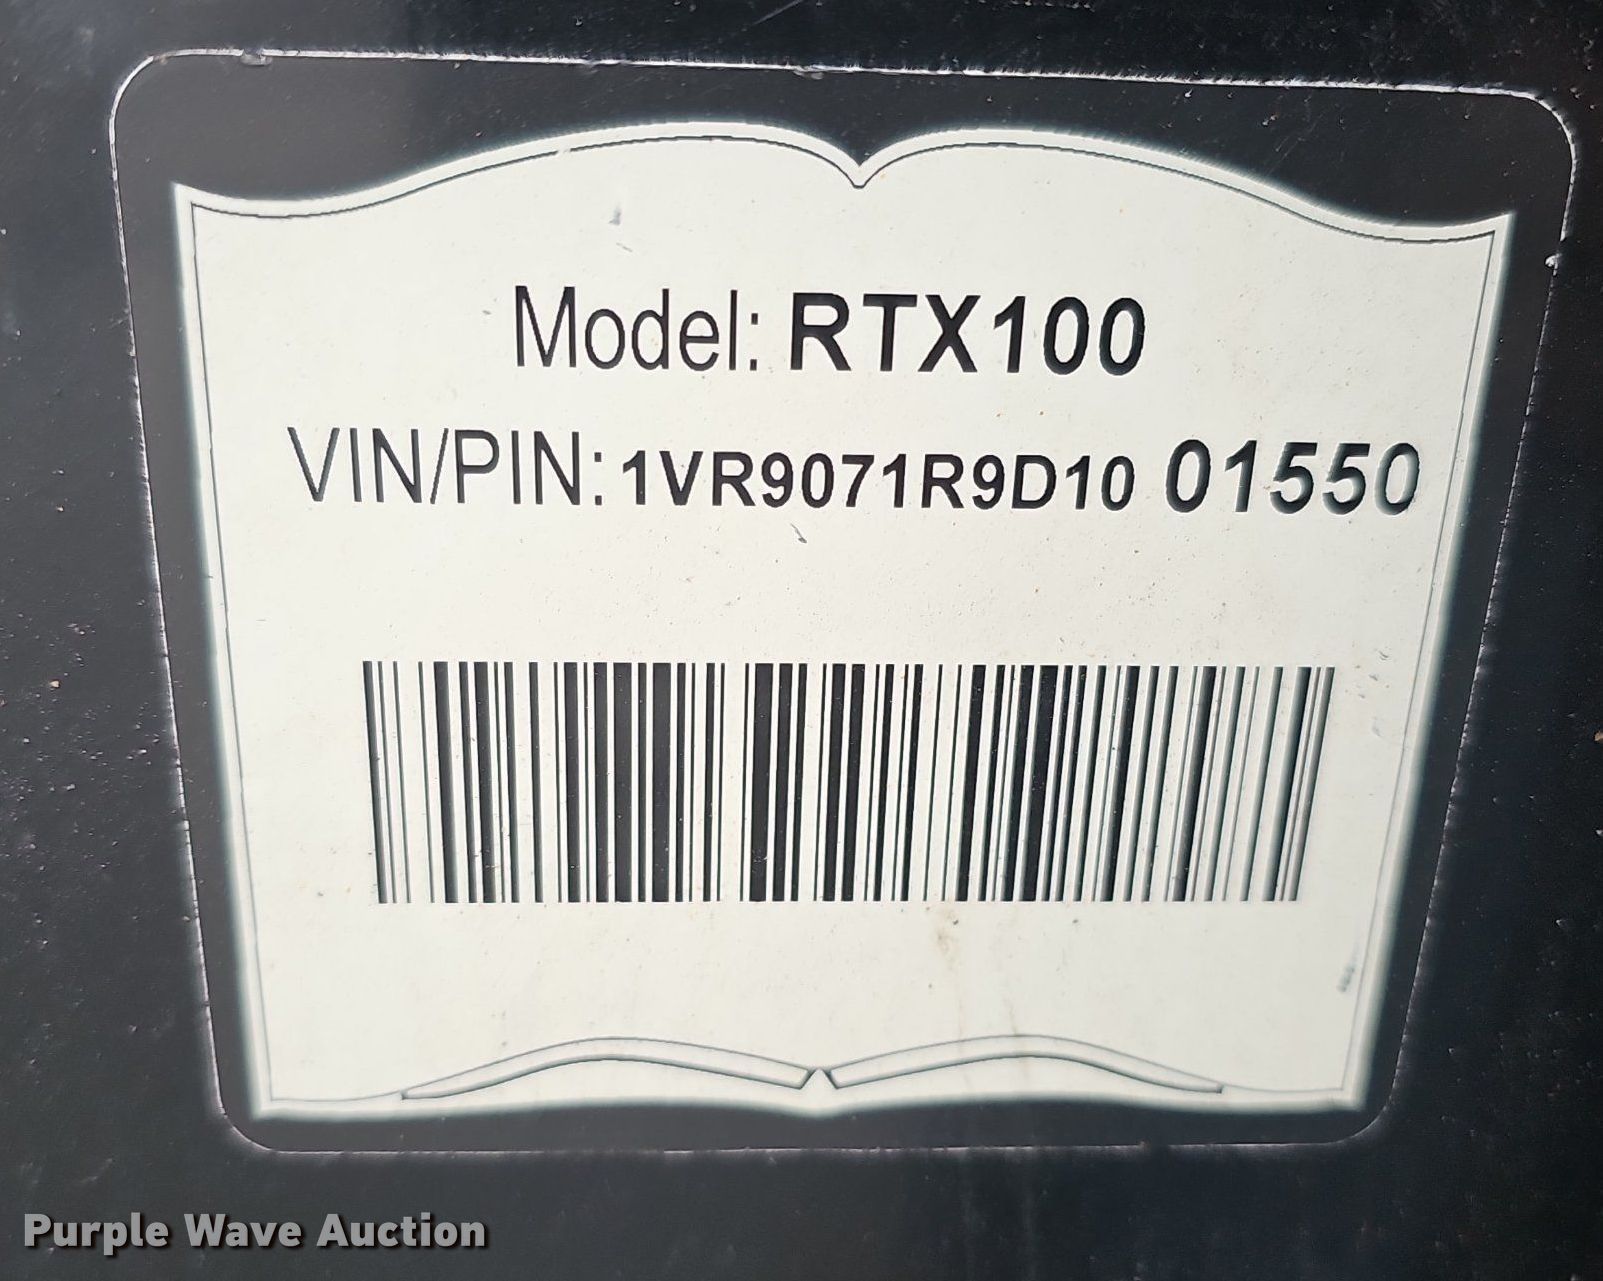 Model: RTX100
VIN/PIN: 1VR9071R9D10 01550
Purple Wave Auction